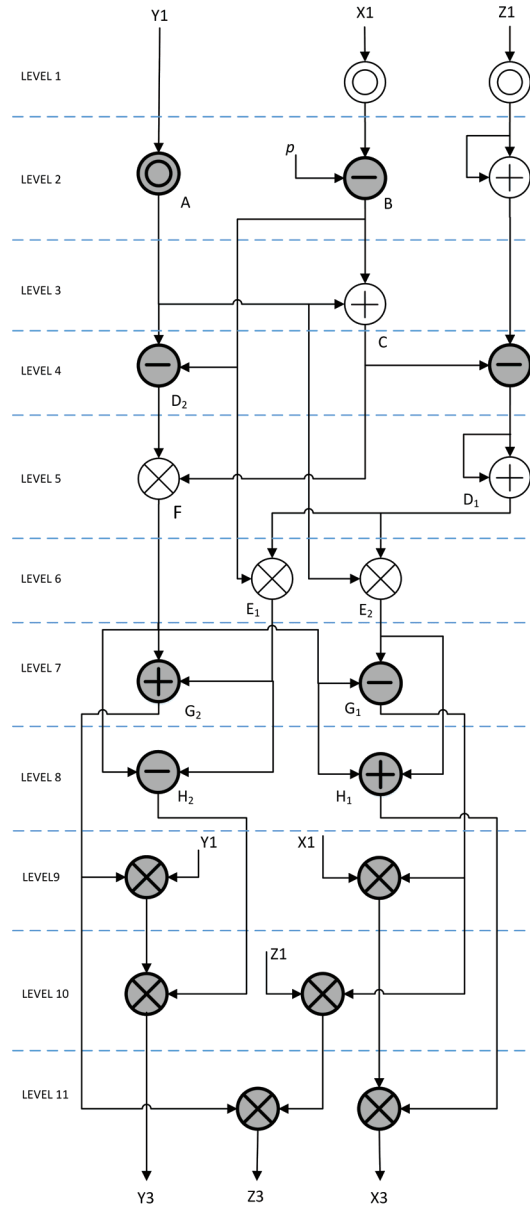 Y1
X1
Z1
LEVEL 1
p
LEVEL 2
A
B
LEVEL 3
C
LEVEL 4
D2
LEVEL 5
F
D1
LEVEL 6
E1
E2
LEVEL 7
G2
G1
LEVEL 8
H2
H1
Y1
X1
LEVEL9
Z1
LEVEL 10
LEVEL 11
Y3
Z3
X3